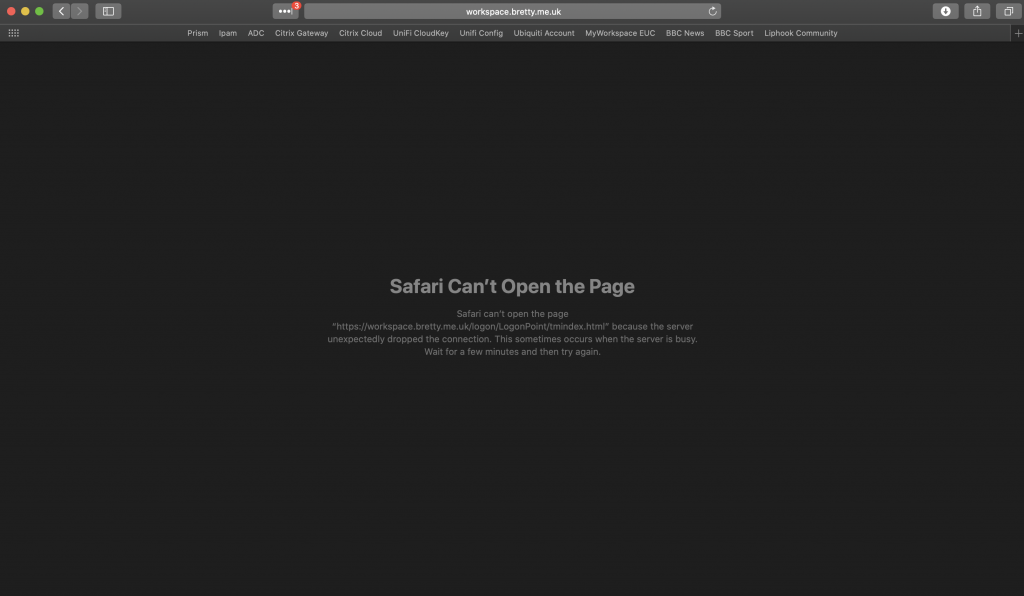 3
workspace.bretty.me.uk
Prism Ipam ADC Citrix Gateway Citrix Cloud UniFi CloudKey Unifi Config Ubiquiti Account MyWorkspace EUC BBC News BBC Sport Liphook Community
Safari Can’t Open the Page
Safari can’t open the page
“https://workspace.bretty.me.uk/logon/LogonPoint/tmindex.html” because the server
unexpectedly dropped the connection. This sometimes occurs when the server is busy.
Wait for a few minutes and then try again.